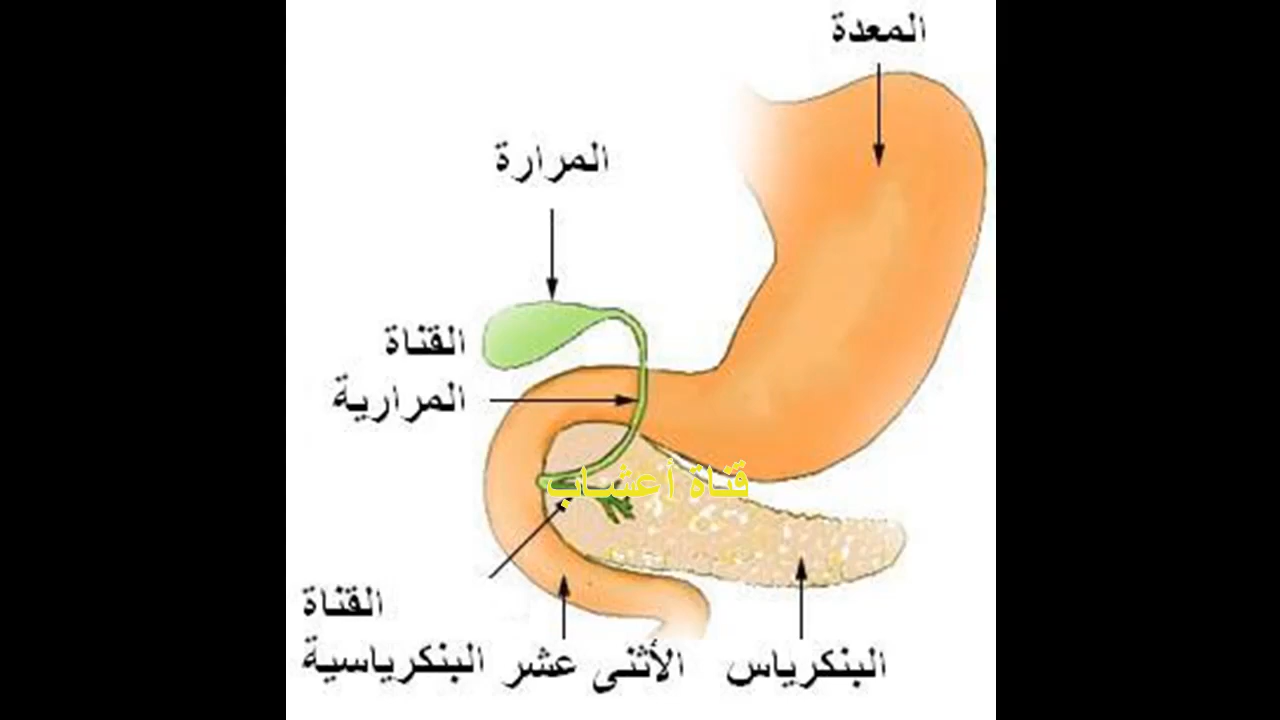 المعدة
المرارة
القناة
المرارية
قناة أعشاب
القناة
البنكرياسية
الأثنى عشر
البنكرياس